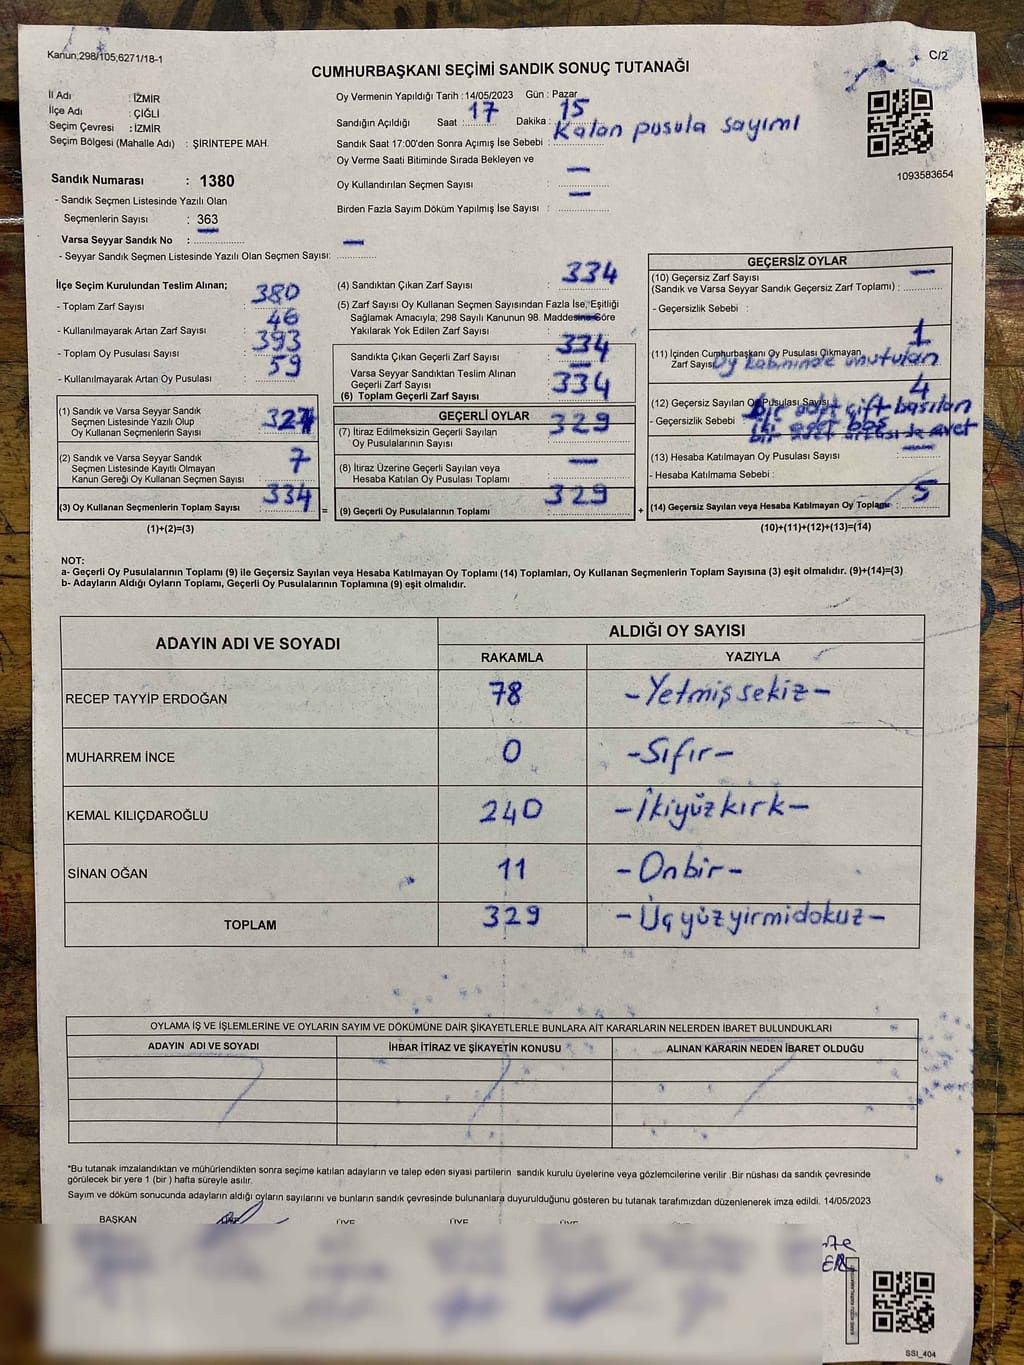 Kanun;298/105;6271/18-1
C/2
CUMHURBAŞKANI SEÇİMİ SANDIK SONUÇ TUTANAĞI
İl Adı : İZMİR
İlçe Adı : ÇİĞLİ
Seçim Çevresi : İZMİR
Seçim Bölgesi (Mahalle Adı) : ŞİRİNTEPE MAH.
Sandık Numarası : 1380
- Sandık Seçmen Listesinde Yazılı Olan
Seçmenlerin Sayısı : 363
Varsa Seyyar Sandık No : ................
- Seyyar Sandık Seçmen Listesinde Yazılı Olan Seçmen Sayısı: ............ —
Oy Vermenin Yapıldığı Tarih : 14/05/2023 Gün : Pazar
Sandığın Açıldığı Saat : 17 Dakika : 15
Sandık Saat 17:00'den Sonra Açımış İse Sebebi : Kalan pusula sayımı
Oy Verme Saati Bitiminde Sırada Bekleyen ve
Oy Kullandırılan Seçmen Sayısı : —
Birden Fazla Sayım Döküm Yapılmış İse Sayısı : —
1093583654
İlçe Seçim Kurulundan Teslim Alınan;
- Toplam Zarf Sayısı : 380
- Kullanılmayarak Artan Zarf Sayısı : 46
- Toplam Oy Pusulası Sayısı : 393
- Kullanılmayarak Artan Oy Pusulası : 59
(1) Sandık ve Varsa Seyyar Sandık
Seçmen Listesinde Yazılı Olup
Oy Kullanan Seçmenlerin Sayısı : 327
(2) Sandık ve Varsa Seyyar Sandık
Seçmen Listesinde Kayıtlı Olmayan
Kanun Gereği Oy Kullanan Seçmen Sayısı : 7
(3) Oy Kullanan Seçmenlerin Toplam Sayısı : 334
(1)+(2)=(3)
=
(4) Sandıktan Çıkan Zarf Sayısı : 334
(5) Zarf Sayısı Oy Kullanan Seçmen Sayısından Fazla İse, Eşitliği
Sağlamak Amacıyla; 298 Sayılı Kanunun 98. Maddesine Göre
Yakılarak Yok Edilen Zarf Sayısı : —
Sandıkta Çıkan Geçerli Zarf Sayısı : 334
Varsa Seyyar Sandıktan Teslim Alınan
Geçerli Zarf Sayısı : —
(6) Toplam Geçerli Zarf Sayısı : 334
GEÇERLİ OYLAR
(7) İtiraz Edilmeksizin Geçerli Sayılan
Oy Pusulalarının Sayısı : 329
(8) İtiraz Üzerine Geçerli Sayılan veya
Hesaba Katılan Oy Pusulası Toplamı : —
(9) Geçerli Oy Pusulalarının Toplamı : 329
+
GEÇERSİZ OYLAR
(10) Geçersiz Zarf Sayısı
(Sandık ve Varsa Seyyar Sandık Geçersiz Zarf Toplamı) : —
- Geçersizlik Sebebi :
(11) İçinden Cumhurbaşkanı Oy Pusulası Çıkmayan
Zarf Sayısı : 1
Oy kabininde unutulan
(12) Geçersiz Sayılan Oy Pusulası Sayısı : 4
- Geçersizlik Sebebi : Bir adet çift basılan
iki adet boş
bir adet arkası evet
(13) Hesaba Katılmayan Oy Pusulası Sayısı : —
- Hesaba Katılmama Sebebi :
(14) Geçersiz Sayılan veya Hesaba Katılmayan Oy Toplamı : 5
(10)+(11)+(12)+(13)=(14)
NOT:
a- Geçerli Oy Pusulalarının Toplamı (9) ile Geçersiz Sayılan veya Hesaba Katılmayan Oy Toplamı (14) Toplamları, Oy Kullanan Seçmenlerin Toplam Sayısına (3) eşit olmalıdır. (9)+(14)=(3)
b- Adayların Aldığı Oyların Toplamı, Geçerli Oy Pusulalarının Toplamına (9) eşit olmalıdır.
ADAYIN ADI VE SOYADI ALDIĞI OY SAYISI
RAKAMLA YAZIYLA
RECEP TAYYİP ERDOĞAN 78 -Yetmişsekiz-
MUHARREM İNCE 0 -Sıfır-
KEMAL KILIÇDAROĞLU 240 -İkiyüzkırk-
SİNAN OĞAN 11 -Onbir-
TOPLAM 329 -Üçyüzyirmidokuz-
OYLAMA İŞ VE İŞLEMLERİNE VE OYLARIN SAYIM VE DÖKÜMÜNE DAİR ŞİKAYETLERLE BUNLARA AİT KARARLARIN NELERDEN İBARET BULUNDUKLARI
ADAYIN ADI VE SOYADI İHBAR İTİRAZ VE ŞİKAYETİN KONUSU ALINAN KARARIN NEDEN İBARET OLDUĞU
*Bu tutanak imzalandıktan ve mühürlendikten sonra seçime katılan adayların ve talep eden siyasi partilerin sandık kurulu üyelerine veya gözlemcilerine verilir. Bir nüshası da sandık çevresinde
görülecek bir yere 1 (bir) hafta süreyle asılır.
Sayım ve döküm sonucunda adayların aldığı oyların sayılarını ve bunların sandık çevresinde bulunanlara duyurulduğunu gösteren bu tutanak tarafımızdan düzenlenerek imza edildi. 14/05/2023
BAŞKAN ÜYE ÜYE ÜYE ÜYE
SSI_404